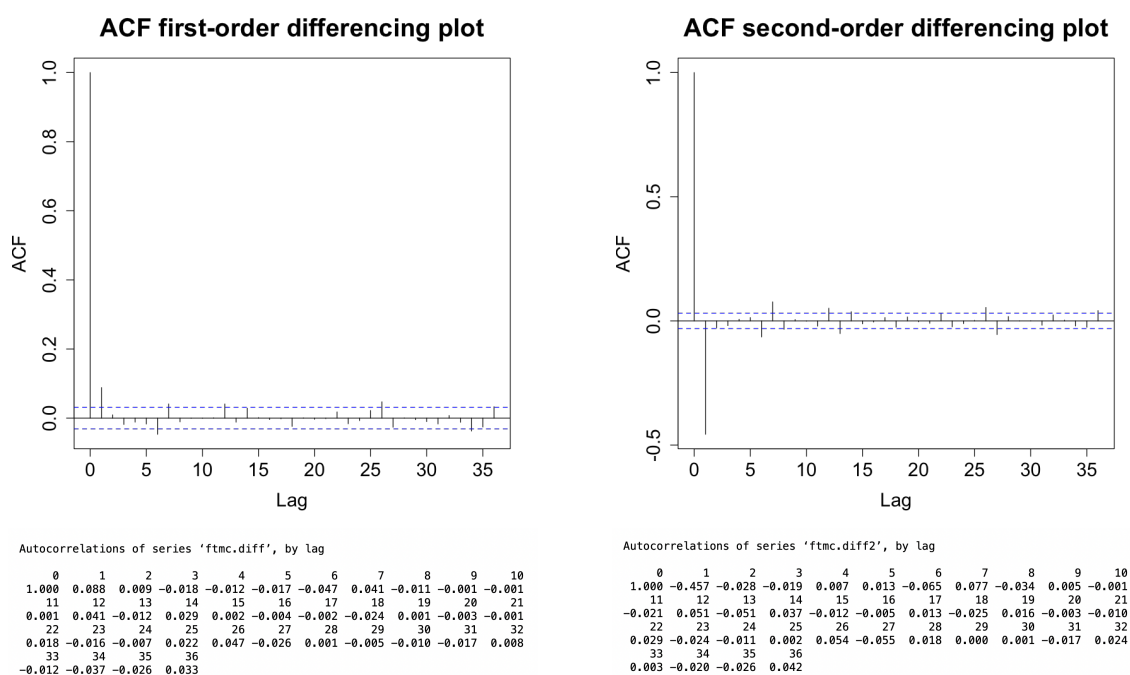 ACF first-order differencing plot
ACF
1.0
0.8
0.6
0.4
0.2
0.0
0 5 10 15 20 25 30 35
Lag
Autocorrelations of series ‘ftmc.diff’, by lag
0 1 2 3 4 5 6 7 8 9 10
1.000 0.088 0.009 −0.018 −0.012 −0.017 −0.047 0.041 −0.011 −0.001 −0.001
11 12 13 14 15 16 17 18 19 20 21
0.001 0.041 −0.012 0.029 0.002 −0.004 −0.002 −0.024 0.001 −0.003 −0.001
22 23 24 25 26 27 28 29 30 31 32
0.018 −0.016 −0.007 0.022 0.047 −0.026 0.001 −0.005 −0.010 −0.017 0.008
33 34 35 36
−0.012 −0.037 −0.026 0.033
ACF second-order differencing plot
ACF
1.0
0.5
0.0
-0.5
0 5 10 15 20 25 30 35
Lag
Autocorrelations of series ‘ftmc.diff2’, by lag
0 1 2 3 4 5 6 7 8 9 10
1.000 −0.457 −0.028 −0.019 0.007 0.013 −0.065 0.077 −0.034 0.005 −0.001
11 12 13 14 15 16 17 18 19 20 21
−0.021 0.051 −0.051 0.037 −0.012 −0.005 0.013 −0.025 0.016 −0.003 −0.010
22 23 24 25 26 27 28 29 30 31 32
0.029 −0.024 −0.011 0.002 0.054 −0.055 0.018 0.000 0.001 −0.017 0.024
33 34 35 36
0.003 −0.020 −0.026 0.042